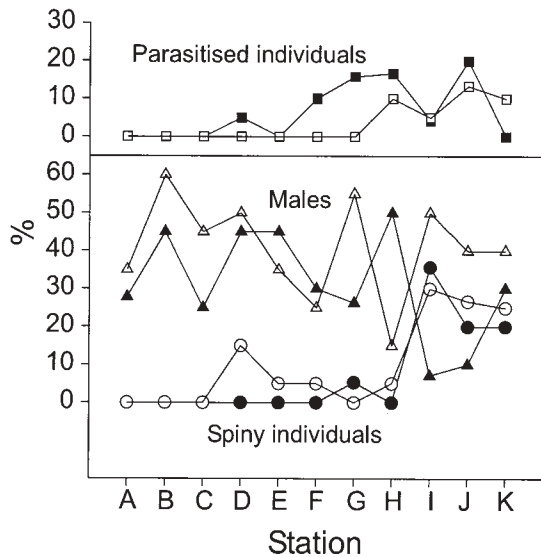 30
Parasitised individuals
20
10
0
60
Males
50
%
40
30
20
10
0
Spiny individuals
A B C D E F G H I J K
Station